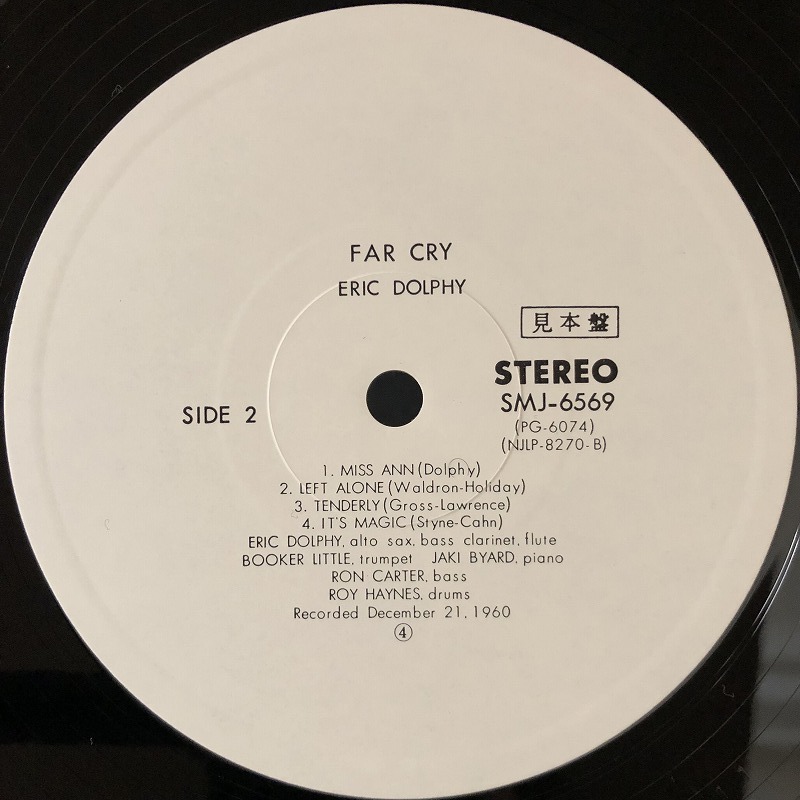 FAR CRY
ERIC DOLPHY
見本盤
STEREO
SMJ-6569
(PG-6074)
(NJLP-8270-B)
SIDE 2
1. MISS ANN (Dolphy)
2. LEFT ALONE (Waldron-Holiday)
3. TENDERLY (Gross-Lawrence)
4. IT'S MAGIC (Styne-Cahn)
ERIC DOLPHY, alto sax, bass clarinet, flute
BOOKER LITTLE, trumpet JAKI BYARD, piano
RON CARTER, bass
ROY HAYNES, drums
Recorded December 21, 1960
④